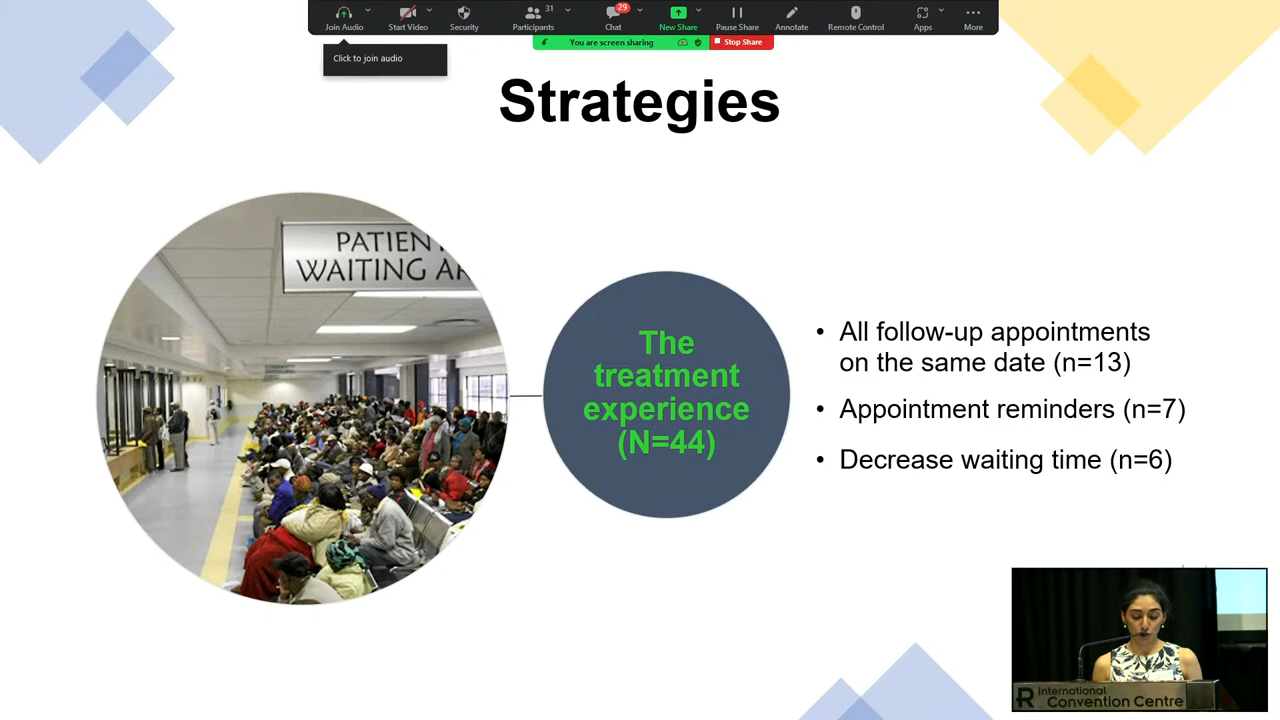 31
29
Join Audio
Start Video
Security
Participants
Chat
New Share
Pause Share
Annotate
Remote Control
Apps
More
You are screen sharing
Stop Share
Click to join audio
Strategies
PATIEN
WAITING AR
The
treatment
experience
(N=44)
• All follow-up appointments
on the same date (n=13)
• Appointment reminders (n=7)
• Decrease waiting time (n=6)
International
Convention Centre